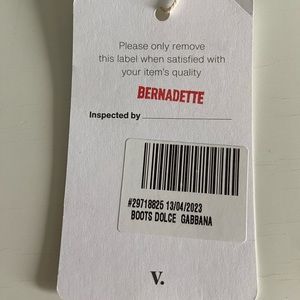 Please only remove
this label when satisfied with
your item's quality
BERNADETTE
Inspected by
#29718825 13/04/2023
BOOTS DOLCE GABBANA
V.